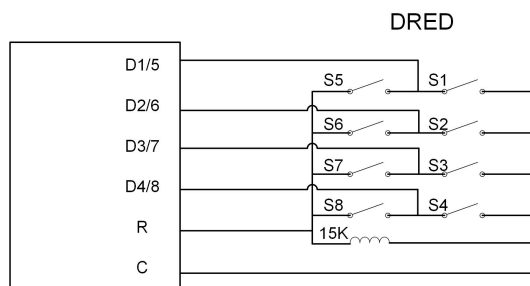 DRED
D1/5
S5 S1
D2/6
S6 S2
D3/7
S7 S3
D4/8
S8 S4
R
15K
C